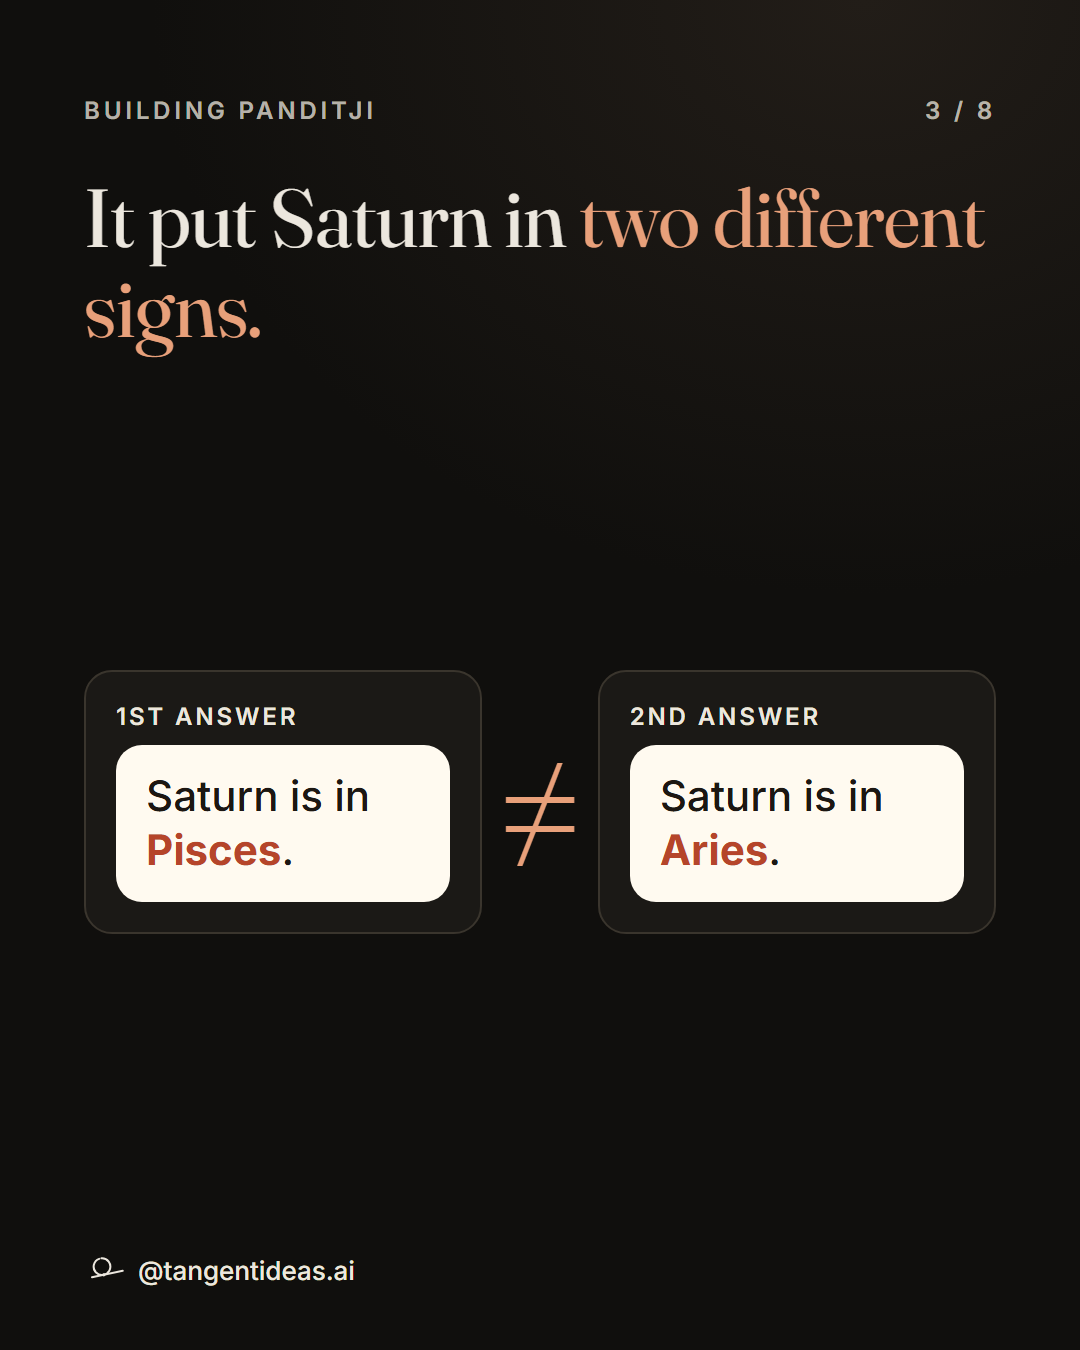 BUILDING PANDITJI
3 / 8
It put Saturn in two different
signs.
1ST ANSWER
Saturn is in
Pisces.
≠
2ND ANSWER
Saturn is in
Aries.
@tangentideas.ai